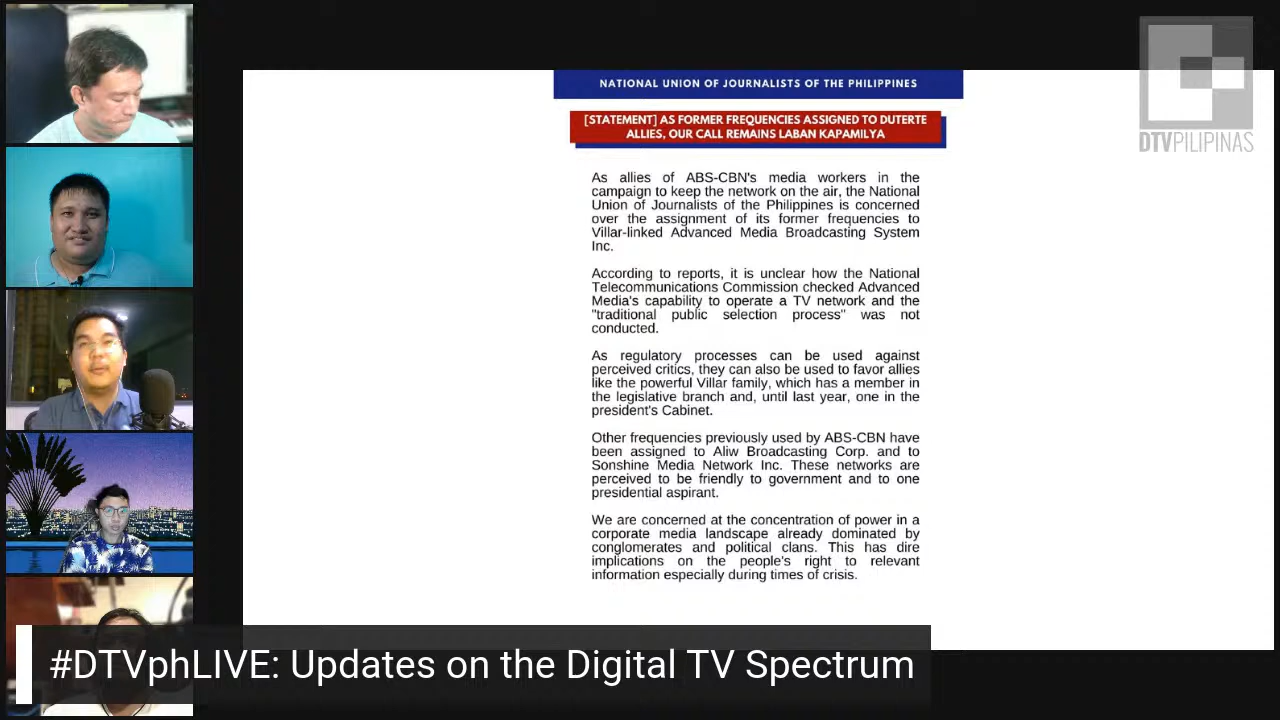 NATIONAL UNION OF JOURNALISTS OF THE PHILIPPINES
[STATEMENT] AS FORMER FREQUENCIES ASSIGNED TO DUTERTE
ALLIES, OUR CALL REMAINS LABAN KAPAMILYA
DTVPILIPINAS
As allies of ABS-CBN's media workers in the
campaign to keep the network on the air, the National
Union of Journalists of the Philippines is concerned
over the assignment of its former frequencies to
Villar-linked Advanced Media Broadcasting System
Inc.
According to reports, it is unclear how the National
Telecommunications Commission checked Advanced
Media's capability to operate a TV network and the
"traditional public selection process" was not
conducted.
As regulatory processes can be used against
perceived critics, they can also be used to favor allies
like the powerful Villar family, which has a member in
the legislative branch and, until last year, one in the
president's Cabinet.
Other frequencies previously used by ABS-CBN have
been assigned to Aliw Broadcasting Corp. and to
Sonshine Media Network Inc. These networks are
perceived to be friendly to government and to one
presidential aspirant.
We are concerned at the concentration of power in a
corporate media landscape already dominated by
conglomerates and political clans. This has dire
implications on the people's right to relevant
information especially during times of crisis.
#DTVphLIVE: Updates on the Digital TV Spectrum